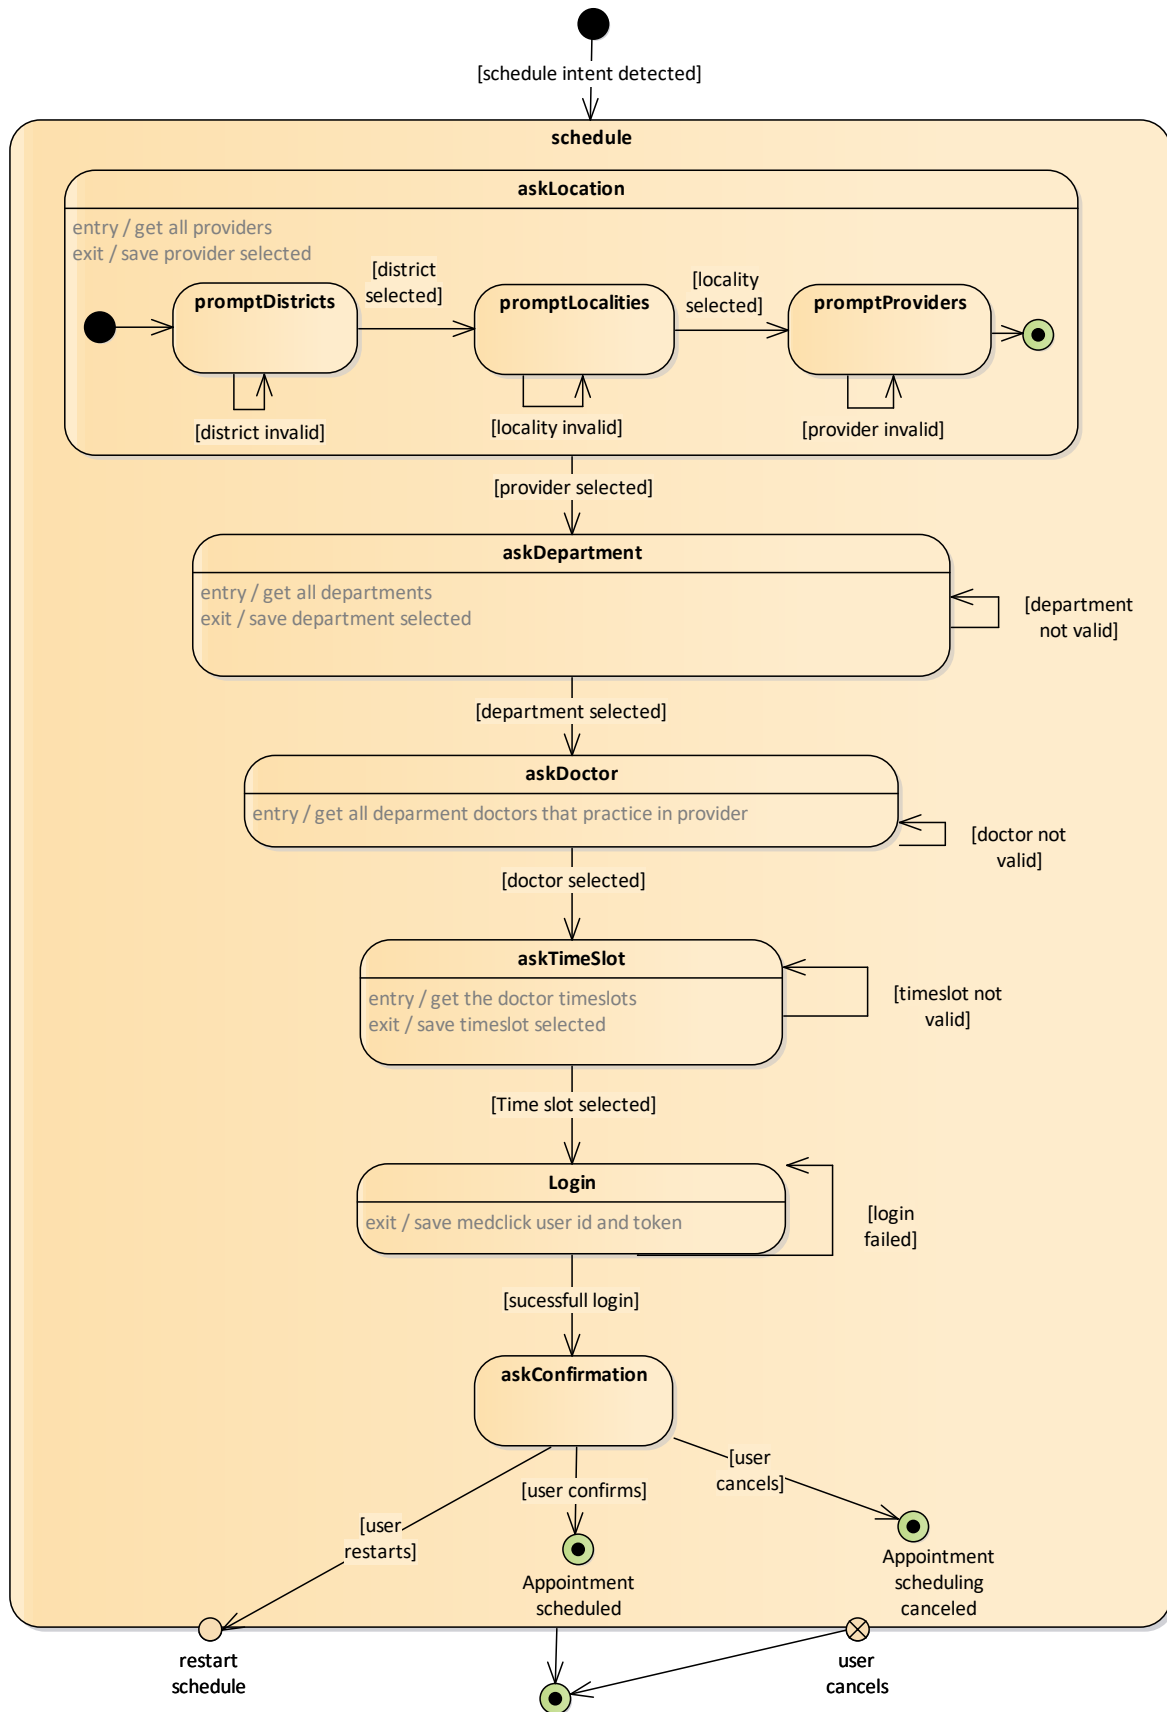 [schedule intent detected]
schedule
askLocation
entry / get all providers
exit / save provider selected
[district
selected]
[locality
selected]
promptDistricts
promptLocalities
promptProviders
[district invalid]
[locality invalid]
[provider invalid]
[provider selected]
askDepartment
entry / get all departments
exit / save department selected
[department
not valid]
[department selected]
askDoctor
entry / get all deparment doctors that practice in provider
[doctor not
valid]
[doctor selected]
askTimeSlot
entry / get the doctor timeslots
exit / save timeslot selected
[timeslot not
valid]
[Time slot selected]
Login
exit / save medclick user id and token
[login
failed]
[sucessfull login]
askConfirmation
[user
cancels]
[user confirms]
[user
restarts]
Appointment
scheduled
Appointment
scheduling
canceled
restart
schedule
user
cancels